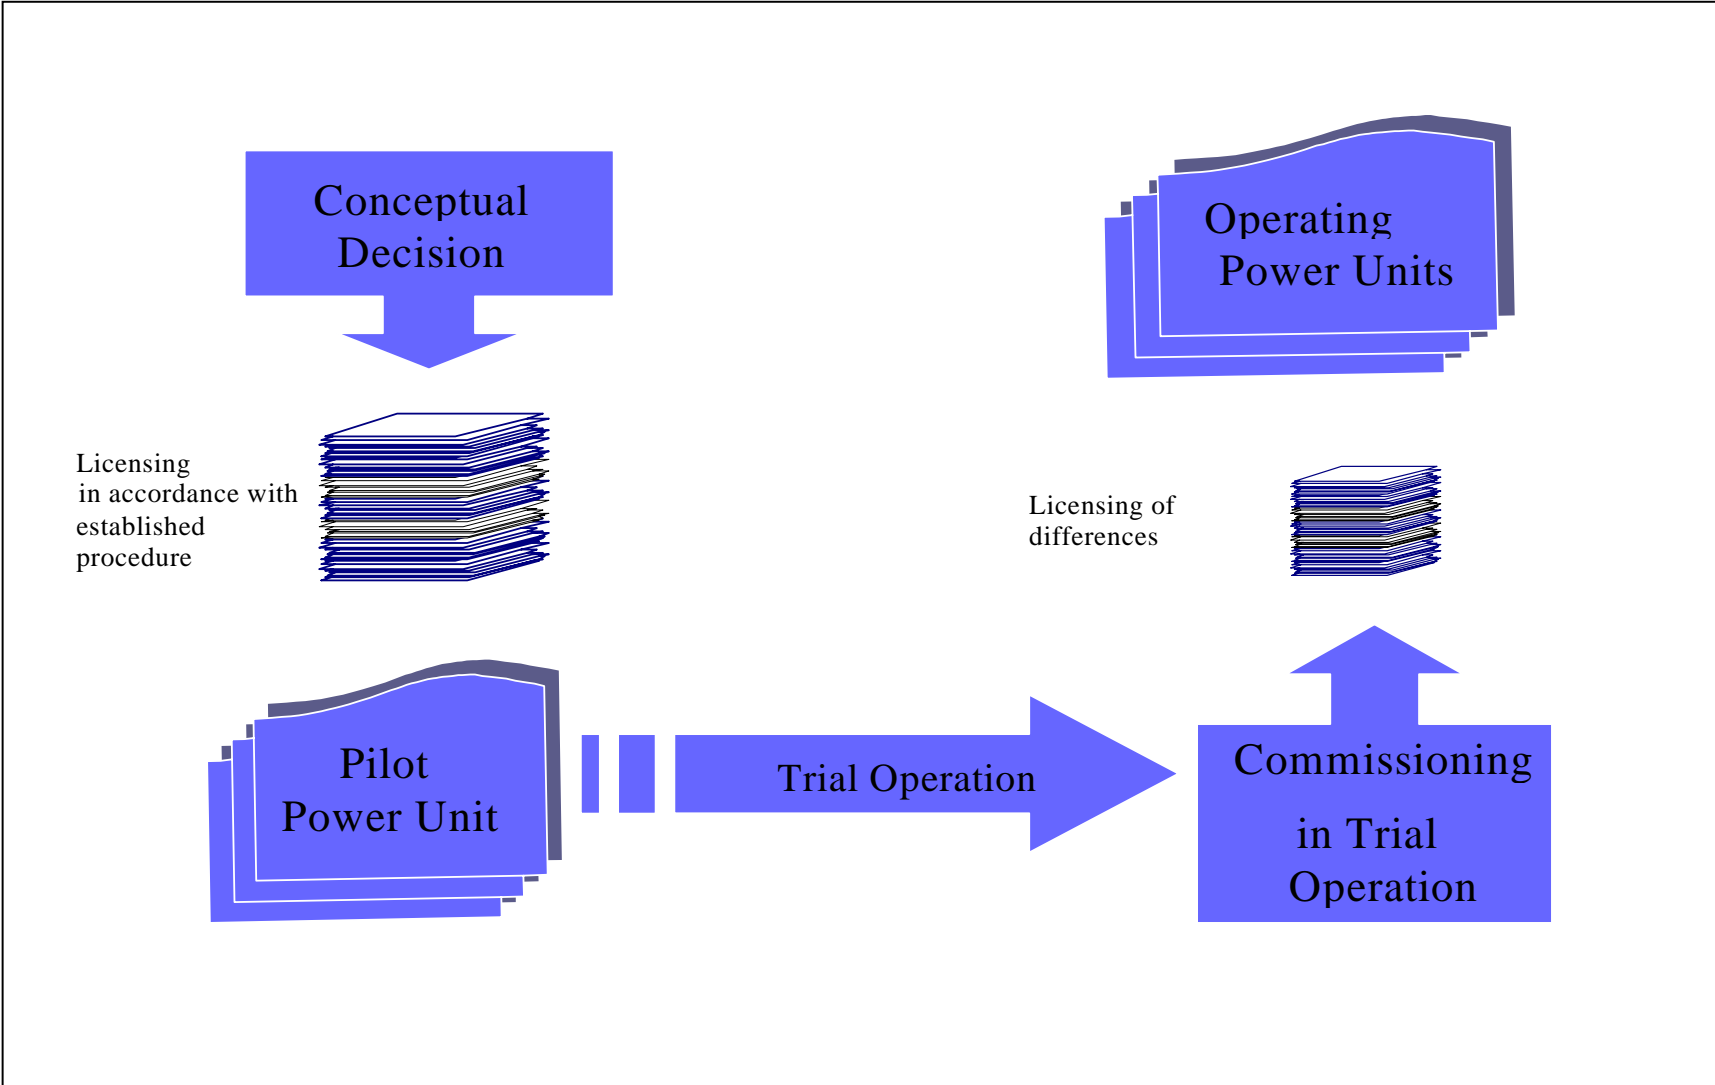 Conceptual
Decision
Operating
Power Units
Licensing
in accordance with
established
procedure
Licensing of
differences
Pilot
Power Unit
Trial Operation
Commissioning
in Trial
Operation